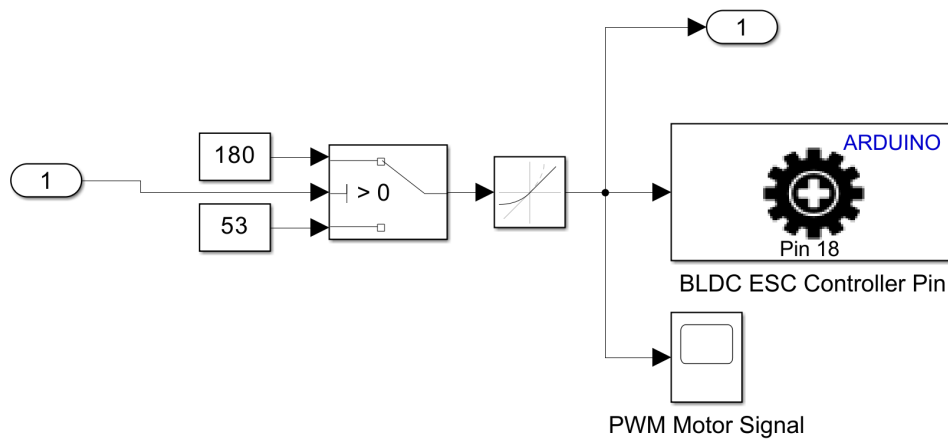 1
ARDUINO
180
1
> 0
53
Pin 18
BLDC ESC Controller Pin
PWM Motor Signal